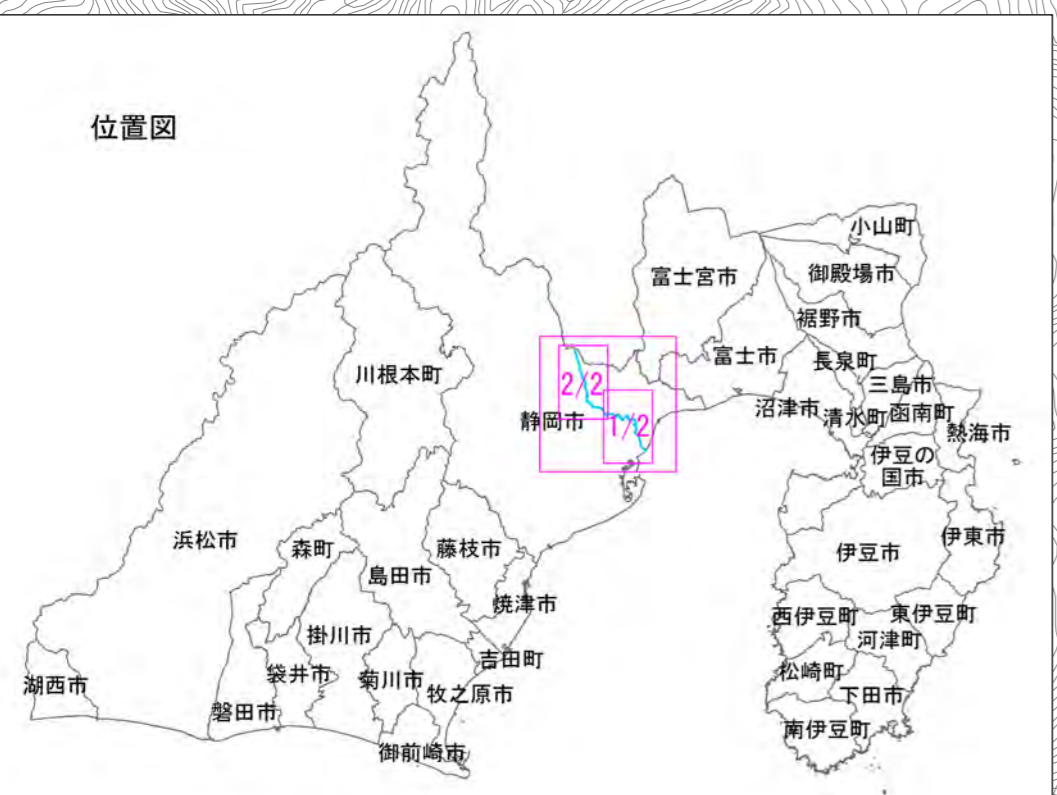 位置図
小山町
御殿場市
富士宮市
裾野市
富士市
長泉町
三島市
川根本町
2/2
沼津市
清水町
函南町
静岡市
1/2
熱海市
伊豆の
国市
浜松市
森町
藤枝市
伊豆市
伊東市
島田市
焼津市
西伊豆町
東伊豆町
掛川市
河津町
吉田町
袋井市
菊川市
松崎町
湖西市
牧之原市
下田市
磐田市
南伊豆町
御前崎市